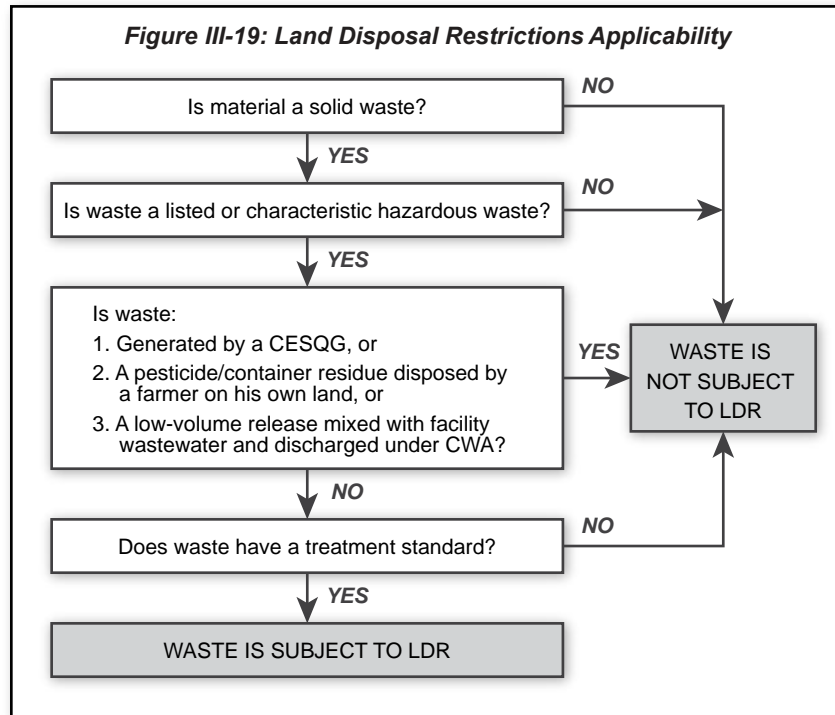 Figure III-19: Land Disposal Restrictions Applicability
Is material a solid waste?
NO
YES
Is waste a listed or characteristic hazardous waste?
NO
YES
Is waste:
1. Generated by a CESQG, or
2. A pesticide/container residue disposed by
a farmer on his own land, or
3. A low-volume release mixed with facility
wastewater and discharged under CWA?
YES
WASTE IS
NOT SUBJECT
TO LDR
NO
Does waste have a treatment standard?
NO
YES
WASTE IS SUBJECT TO LDR